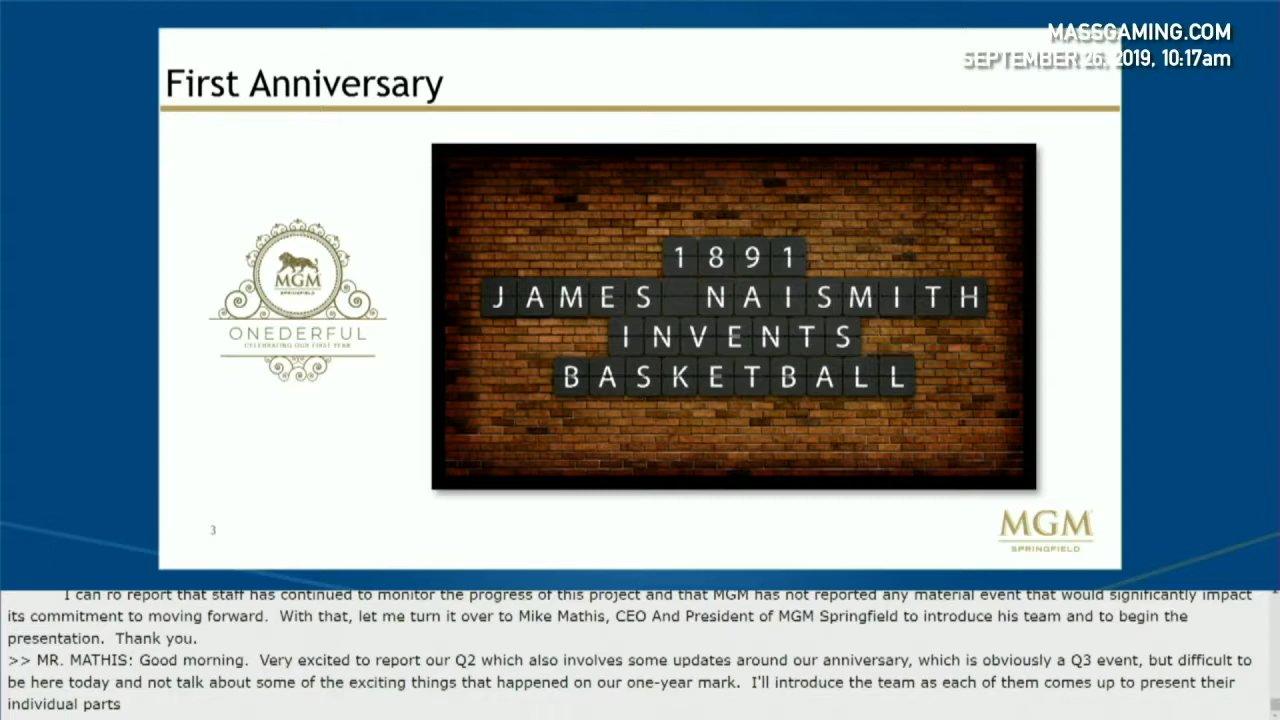 MASSGAMING.COM
SEPTEMBER 26, 2019, 10:17am
First Anniversary
MGM
SPRINGFIELD
ONEDERFUL
CELEBRATING OUR FIRST YEAR
1891
JAMES NAISMITH
INVENTS
BASKETBALL
3
MGM
SPRINGFIELD
I can ro report that staff has continued to monitor the progress of this project and that MGM has not reported any material event that would significantly impact
its commitment to moving forward. With that, let me turn it over to Mike Mathis, CEO And President of MGM Springfield to introduce his team and to begin the
presentation. Thank you.
>> MR. MATHIS: Good morning. Very excited to report our Q2 which also involves some updates around our anniversary, which is obviously a Q3 event, but difficult to
be here today and not talk about some of the exciting things that happened on our one-year mark. I'll introduce the team as each of them comes up to present their
individual parts